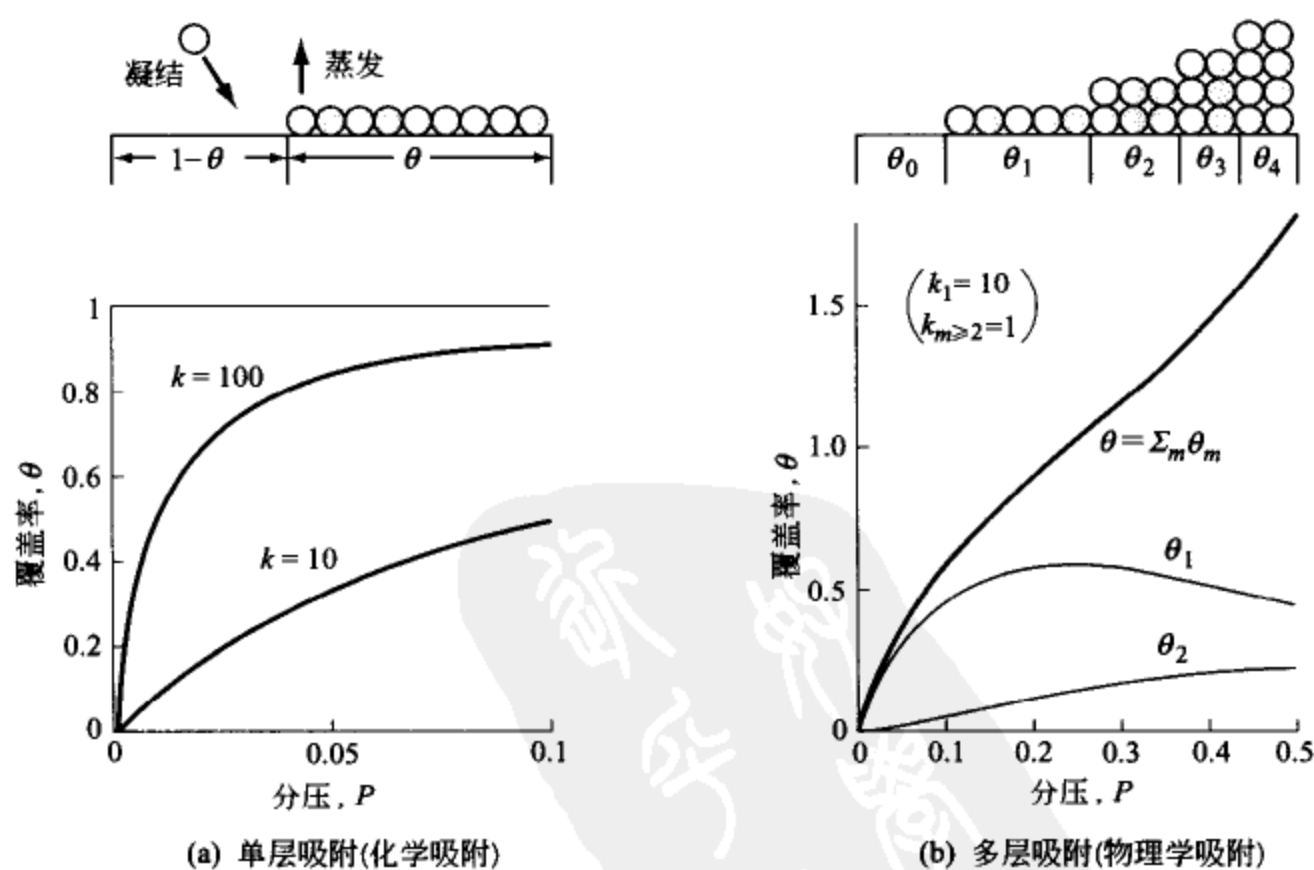 凝结
蒸发
1−θ
θ
θ0
θ1
θ2
θ3
θ4
1
0.8
0.6
0.4
0.2
0
覆盖率, θ
k = 100
k = 10
0
0.05
0.1
分压, P
(a) 单层吸附(化学吸附)
1.5
1.0
0.5
0
覆盖率, θ
k1 = 10
km⩾2=1
θ=Σmθm
θ1
θ2
0
0.1
0.2
0.3
0.4
0.5
分压, P
(b) 多层吸附(物理学吸附)